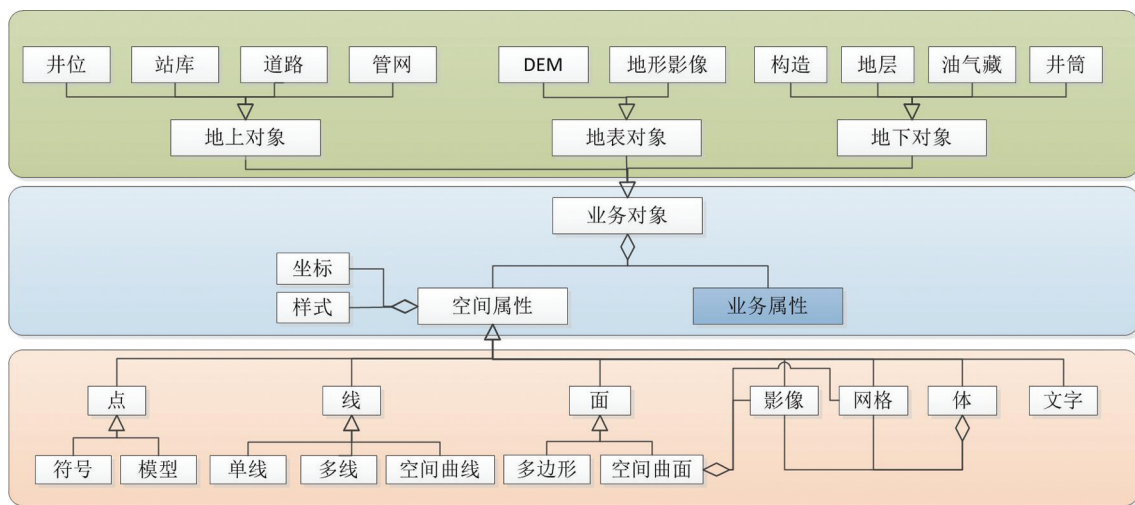 井位
站库
道路
管网
DEM
地形影像
构造
地层
油气藏
井筒
地上对象
地表对象
地下对象
业务对象
坐标
样式
空间属性
业务属性
点
线
面
影像
网格
体
文字
符号
模型
单线
多线
空间曲线
多边形
空间曲面